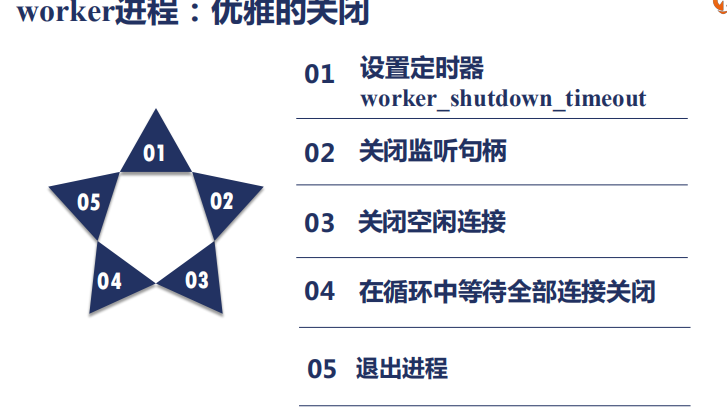 worker进程：优雅的关闭
01 设置定时器
worker_shutdown_timeout
02 关闭监听句柄
03 关闭空闲连接
04 在循环中等待全部连接关闭
05 退出进程
01
05
02
04
03